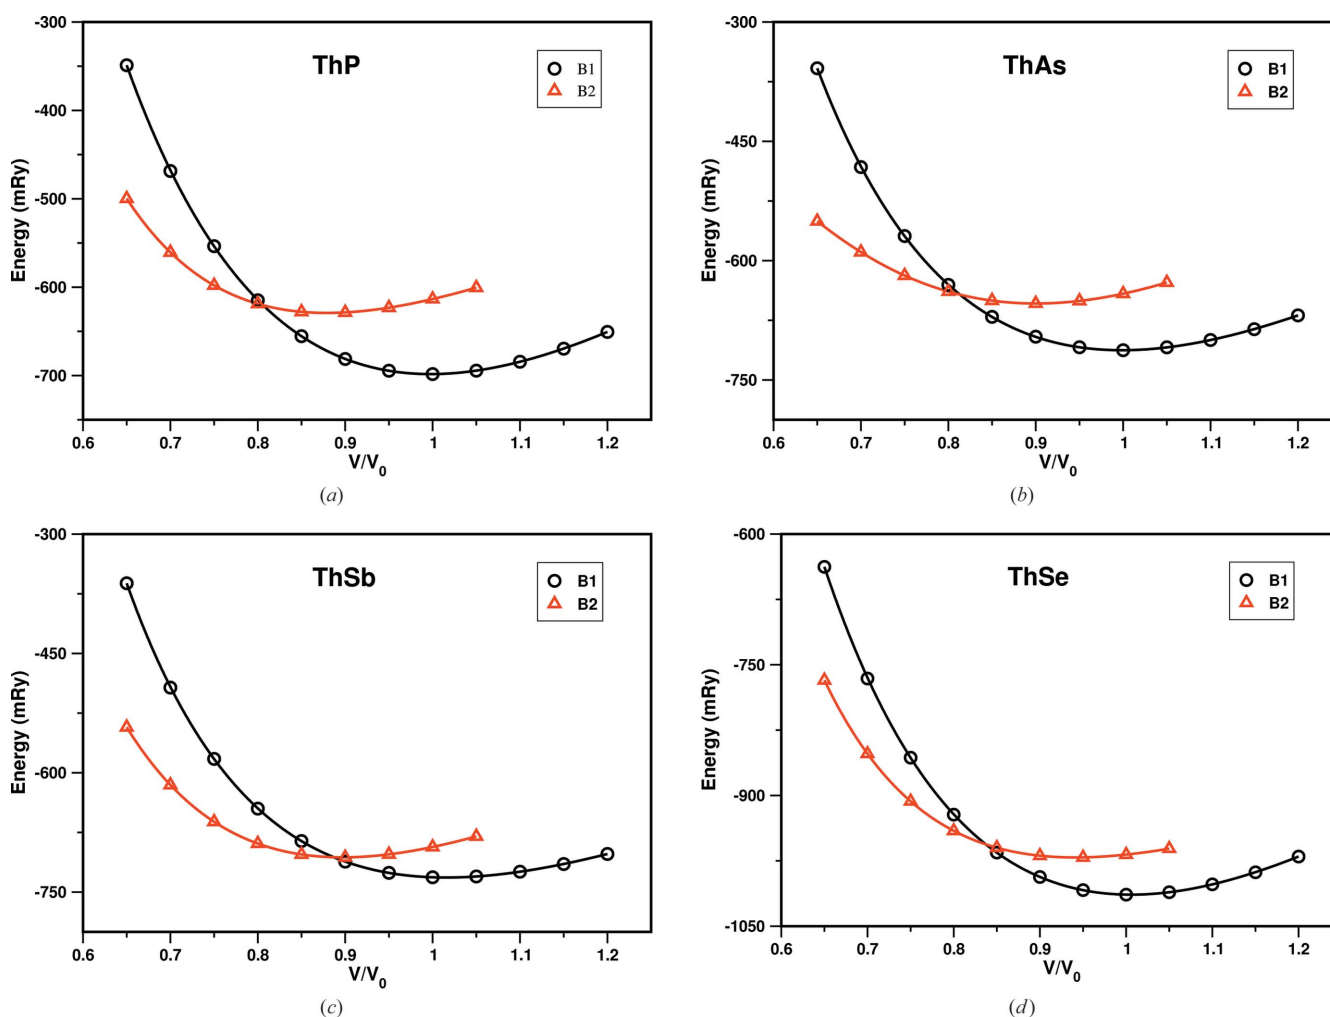 ThP
B1
B2
-300
-400
-500
-600
-700
Energy (mRy)
0.6 0.7 0.8 0.9 1 1.1 1.2
V/V0
(a)
ThAs
B1
B2
-300
-450
-600
-750
Energy (mRy)
0.6 0.7 0.8 0.9 1 1.1 1.2
V/V0
(b)
ThSb
B1
B2
-300
-450
-600
-750
Energy (mRy)
0.6 0.7 0.8 0.9 1 1.1 1.2
V/V0
(c)
ThSe
B1
B2
-600
-750
-900
-1050
Energy (mRy)
0.6 0.7 0.8 0.9 1 1.1 1.2
V/V0
(d)